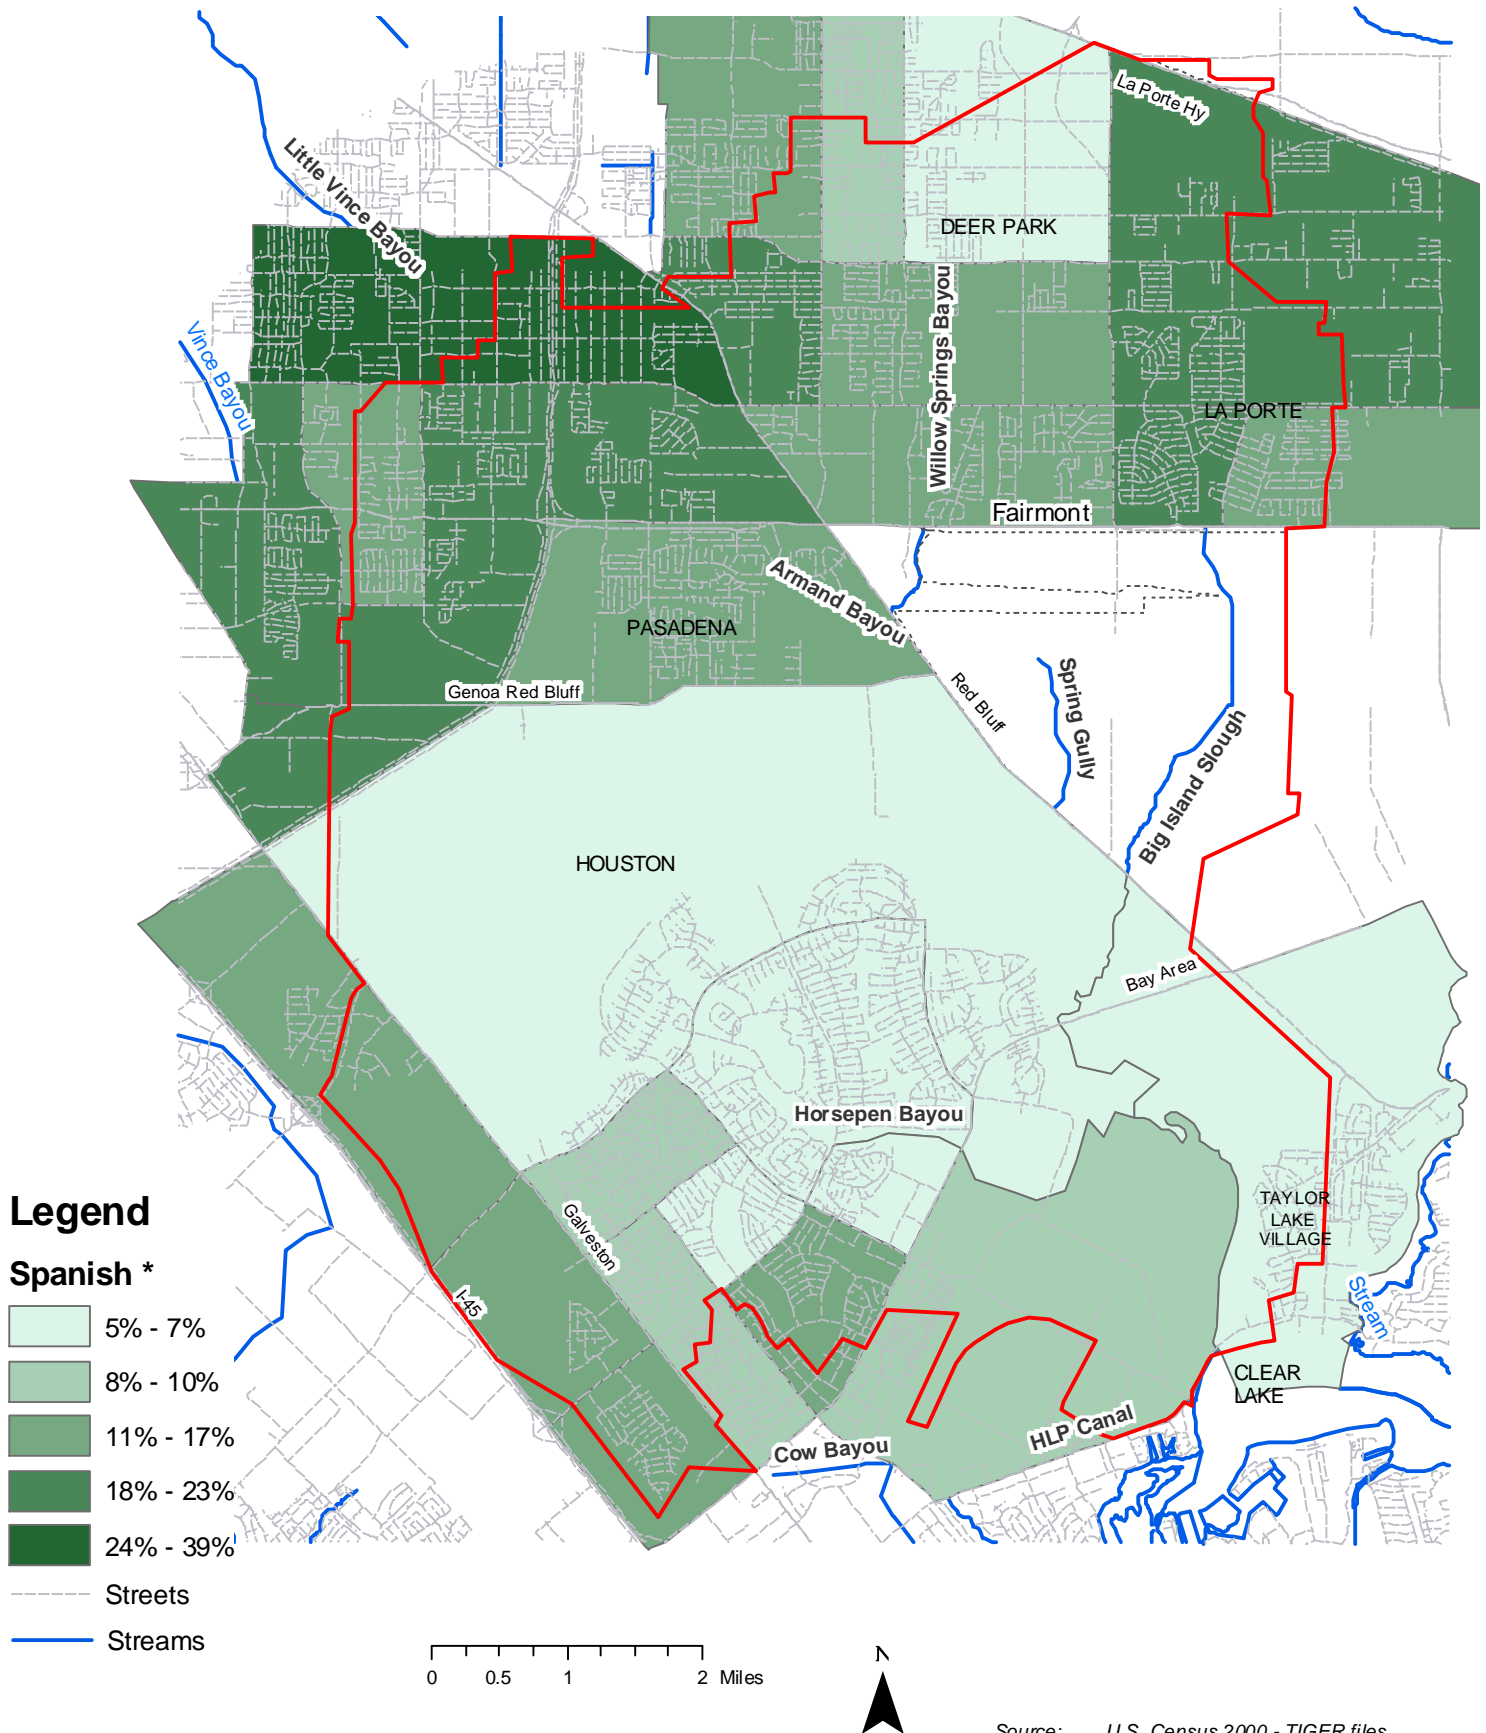 La Porte Hy
Little Vince Bayou
DEER PARK
Vince Bayou
Willow Springs Bayou
LA PORTE
Fairmont
Armand Bayou
PASADENA
Genoa Red Bluff
Red Bluff
Spring Gully
Big Island Slough
HOUSTON
Bay Area
Horsepen Bayou
TAYLOR
LAKE
VILLAGE
Galveston
I-45
Stream
CLEAR
LAKE
HLP Canal
Cow Bayou
Legend
Spanish *
5% - 7%
8% - 10%
11% - 17%
18% - 23%
24% - 39%
Streets
Streams
0 0.5 1 2 Miles
N
Source: U.S. Census 2000 - TIGER files